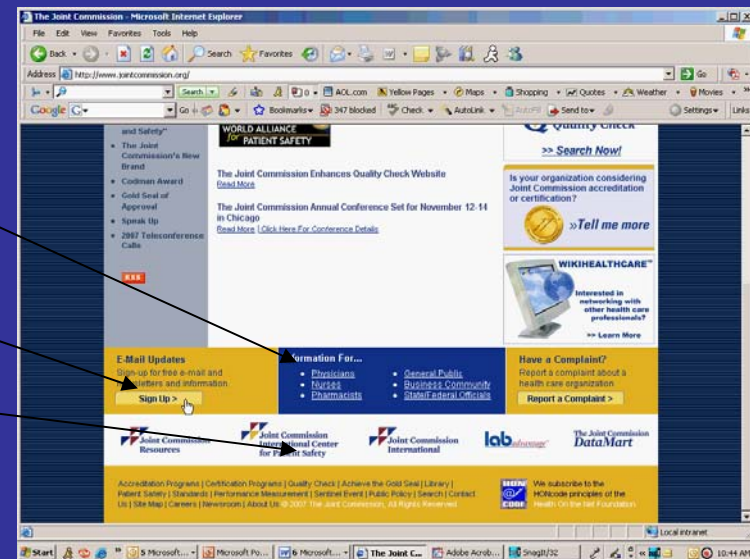 The Joint Commission - Microsoft Internet Explorer
File Edit View Favorites Tools Help
Back Search Favorites
Address http://www.jointcommission.org/ Go
Search 0 AOL.com Yellow Pages Maps Shopping Quotes Weather Movies
Google G Go Bookmarks 347 blocked Check AutoLink AutoFill Send to Settings Links
and Safety"
The Joint
Commission's New
Brand
Codman Award
Gold Seal of
Approval
Speak Up
2007 Teleconference
Calls
RSS
WORLD ALLIANCE
for PATIENT SAFETY
The Joint Commission Enhances Quality Check Website
Read More
The Joint Commission Annual Conference Set for November 12-14
in Chicago
Read More | Click Here For Conference Details
Quality Check
>> Search Now!
Is your organization considering
Joint Commission accreditation
or certification?
»Tell me more
WIKIHEALTHCARE™
Interested in
networking with
other health care
professionals?
>> Learn More
E-Mail Updates
Sign-up for free e-mail and
newsletters and information.
Sign Up >
Information For...
Physicians
Nurses
Pharmacists
General Public
Business Community
State/Federal Officials
Have a Complaint?
Report a complaint about a
health care organization
Report a Complaint >
Joint Commission
Resources
Joint Commission
International Center
for Patient Safety
Joint Commission
International
lab advantage
The Joint Commission
DataMart
Accreditation Programs | Certification Programs | Quality Check | Achieve the Gold Seal | Library |
Patient Safety | Standards | Performance Measurement | Sentinel Event | Public Policy | Search | Contact
Us | Site Map | Careers | Newsroom | About Us © 2007 The Joint Commission, All Rights Reserved
HON
CODE
We subscribe to the
HONcode principles of the
Health On the Net Foundation
Local intranet
Start 5 Microsoft... Microsoft Po... 6 Microsoft... The Joint C... Adobe Acrob... SnagIt/32 10:44 AM